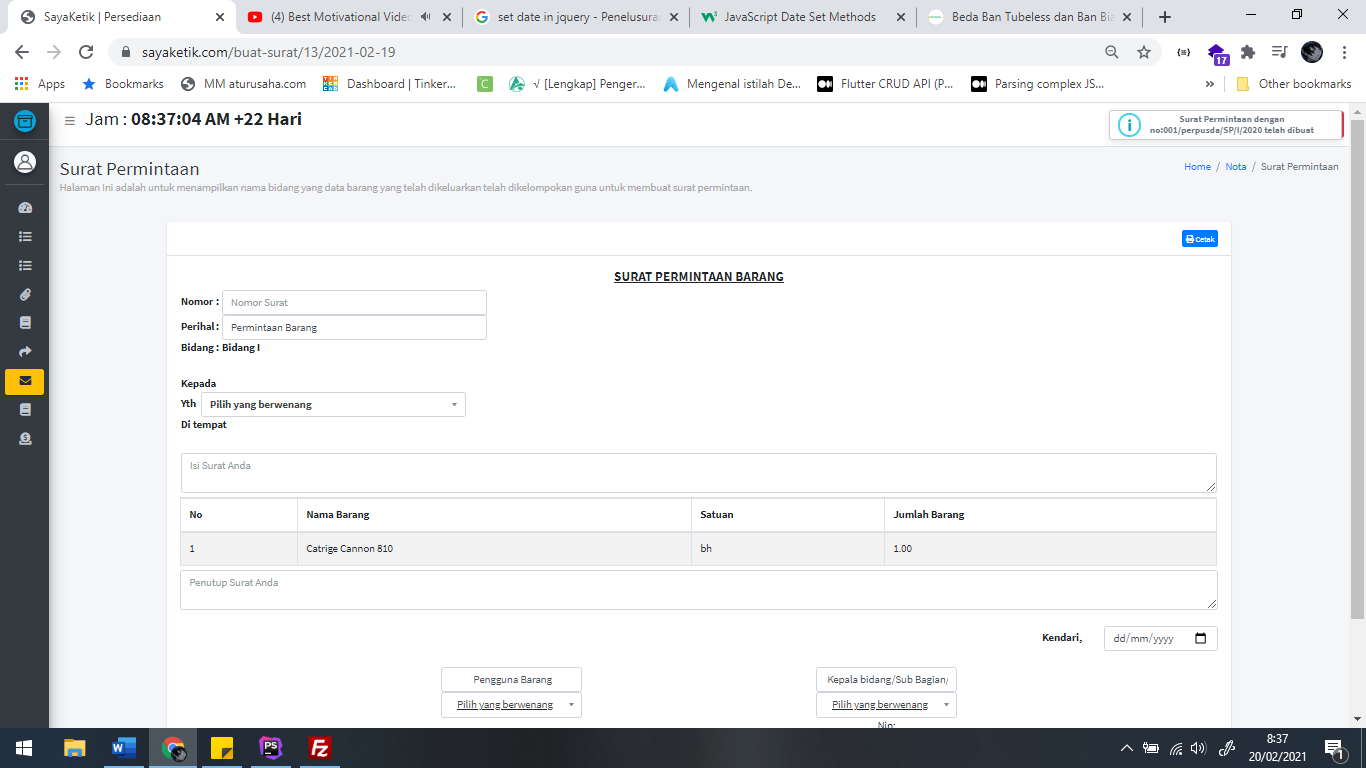 SayaKetik | Persediaan
(4) Best Motivational Video
set date in jquery - Penelusuran
JavaScript Date Set Methods
Beda Ban Tubeless dan Ban Bia
sayaketik.com/buat-surat/13/2021-02-19
17
Apps
Bookmarks
MM aturusaha.com
Dashboard | Tinker...
C
√ [Lengkap] Penger...
Mengenal istilah De...
Flutter CRUD API (P...
Parsing complex JS...
»
Other bookmarks
Jam : 08:37:04 AM +22 Hari
Surat Permintaan dengan
no:001/perpusda/SP/I/2020 telah dibuat
Surat Permintaan
Home / Nota / Surat Permintaan
Halaman Ini adalah untuk menampilkan nama bidang yang data barang yang telah dikeluarkan telah dikelompokan guna untuk membuat surat permintaan.
Cetak
SURAT PERMINTAAN BARANG
Nomor : Nomor Surat
Perihal : Permintaan Barang
Bidang : Bidang I
Kepada
Yth Pilih yang berwenang
Di tempat
Isi Surat Anda
No Nama Barang Satuan Jumlah Barang
1 Catrige Cannon 810 bh 1.00
Penutup Surat Anda
Kendari, dd/mm/yyyy
Pengguna Barang Kepala bidang/Sub Bagian/
Pilih yang berwenang Pilih yang berwenang
Nip:
8:37
20/02/2021
1